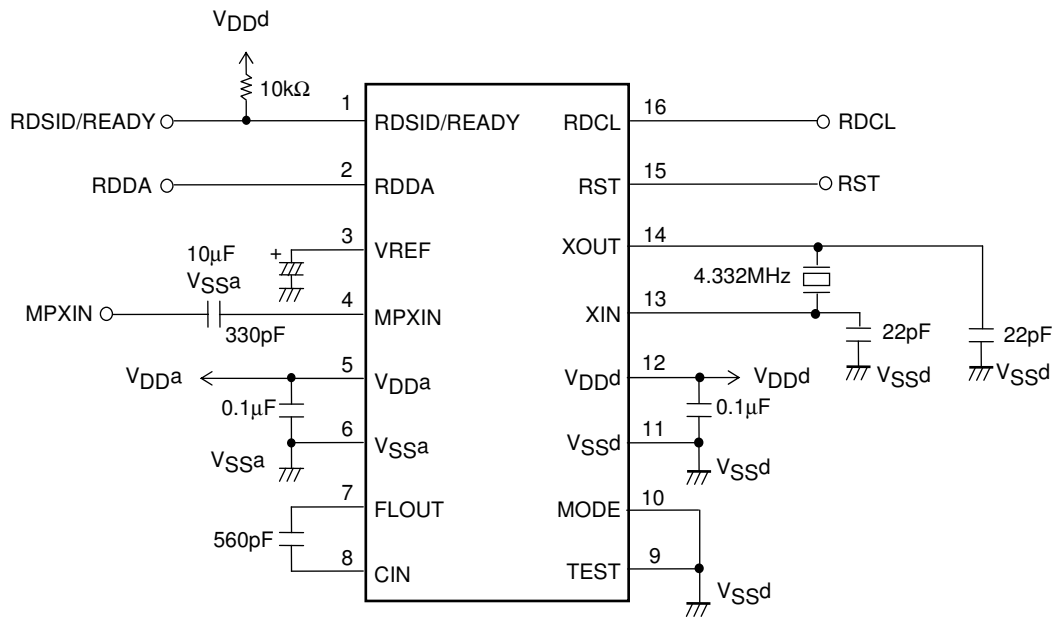 VDDd
10kΩ
RDSID/READY
1
RDSID/READY
RDCL
16
RDCL
RDDA
2
RDDA
RST
15
RST
10µF
+
VSSa
3
VREF
XOUT
14
4.332MHz
MPXIN
330pF
4
MPXIN
XIN
13
22pF
VSSd
22pF
VSSd
VDDa
5
VDDa
VDDd
12
VDDd
0.1µF
0.1µF
6
VSSa
VSSa
VSSd
11
VSSd
7
FLOUT
MODE
10
560pF
8
CIN
TEST
9
VSSd